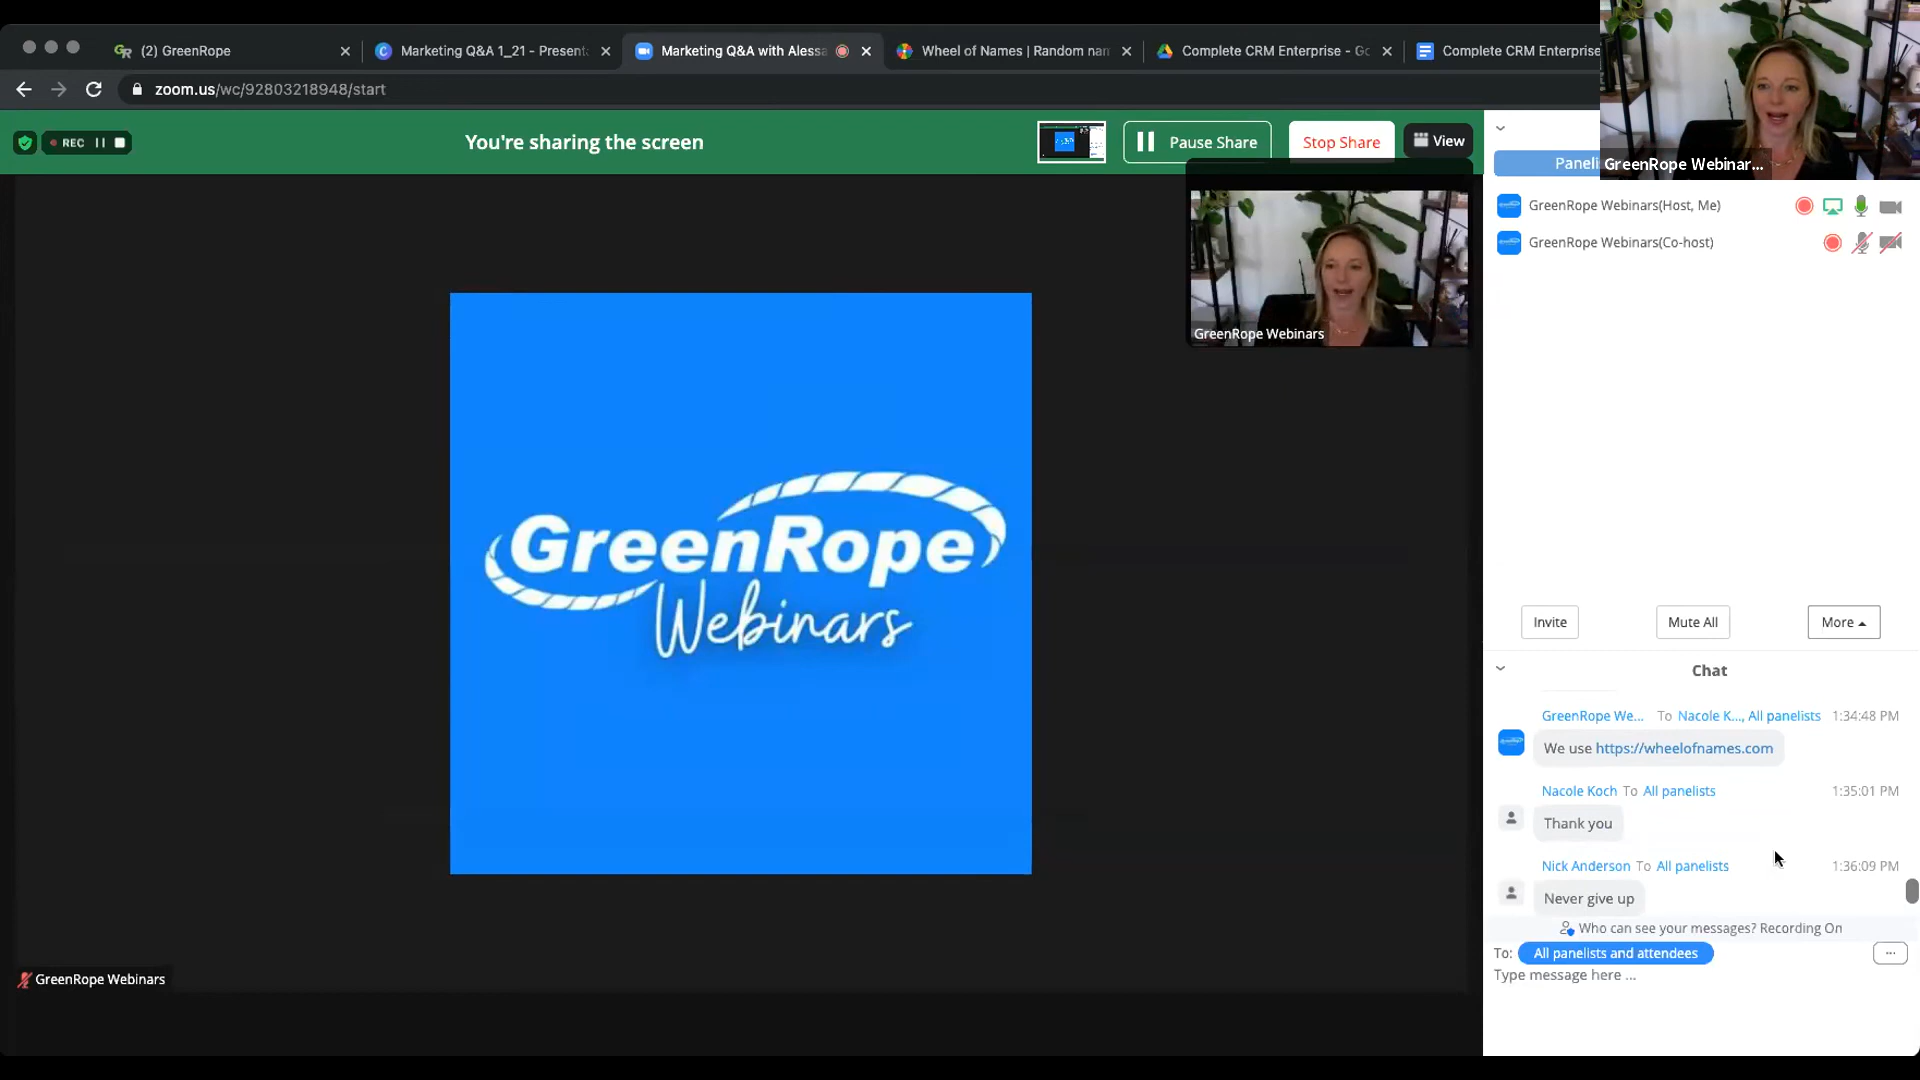 (2) GreenRope
Marketing Q&A 1_21 - Present
Marketing Q&A with Alessa
Wheel of Names | Random nam
Complete CRM Enterprise - Go
Complete CRM Enterprise
zoom.us/wc/92803218948/start
REC
You're sharing the screen
Pause Share
Stop Share
View
Paneli
GreenRope Webinar...
GreenRope Webinars(Host, Me)
GreenRope Webinars(Co-host)
GreenRope Webinars
GreenRope
Webinars
Invite
Mute All
More
Chat
GreenRope We... To Nacole K..., All panelists 1:34:48 PM
We use https://wheelofnames.com
Nacole Koch To All panelists 1:35:01 PM
Thank you
Nick Anderson To All panelists 1:36:09 PM
Never give up
Who can see your messages? Recording On
To: All panelists and attendees
Type message here ...
GreenRope Webinars